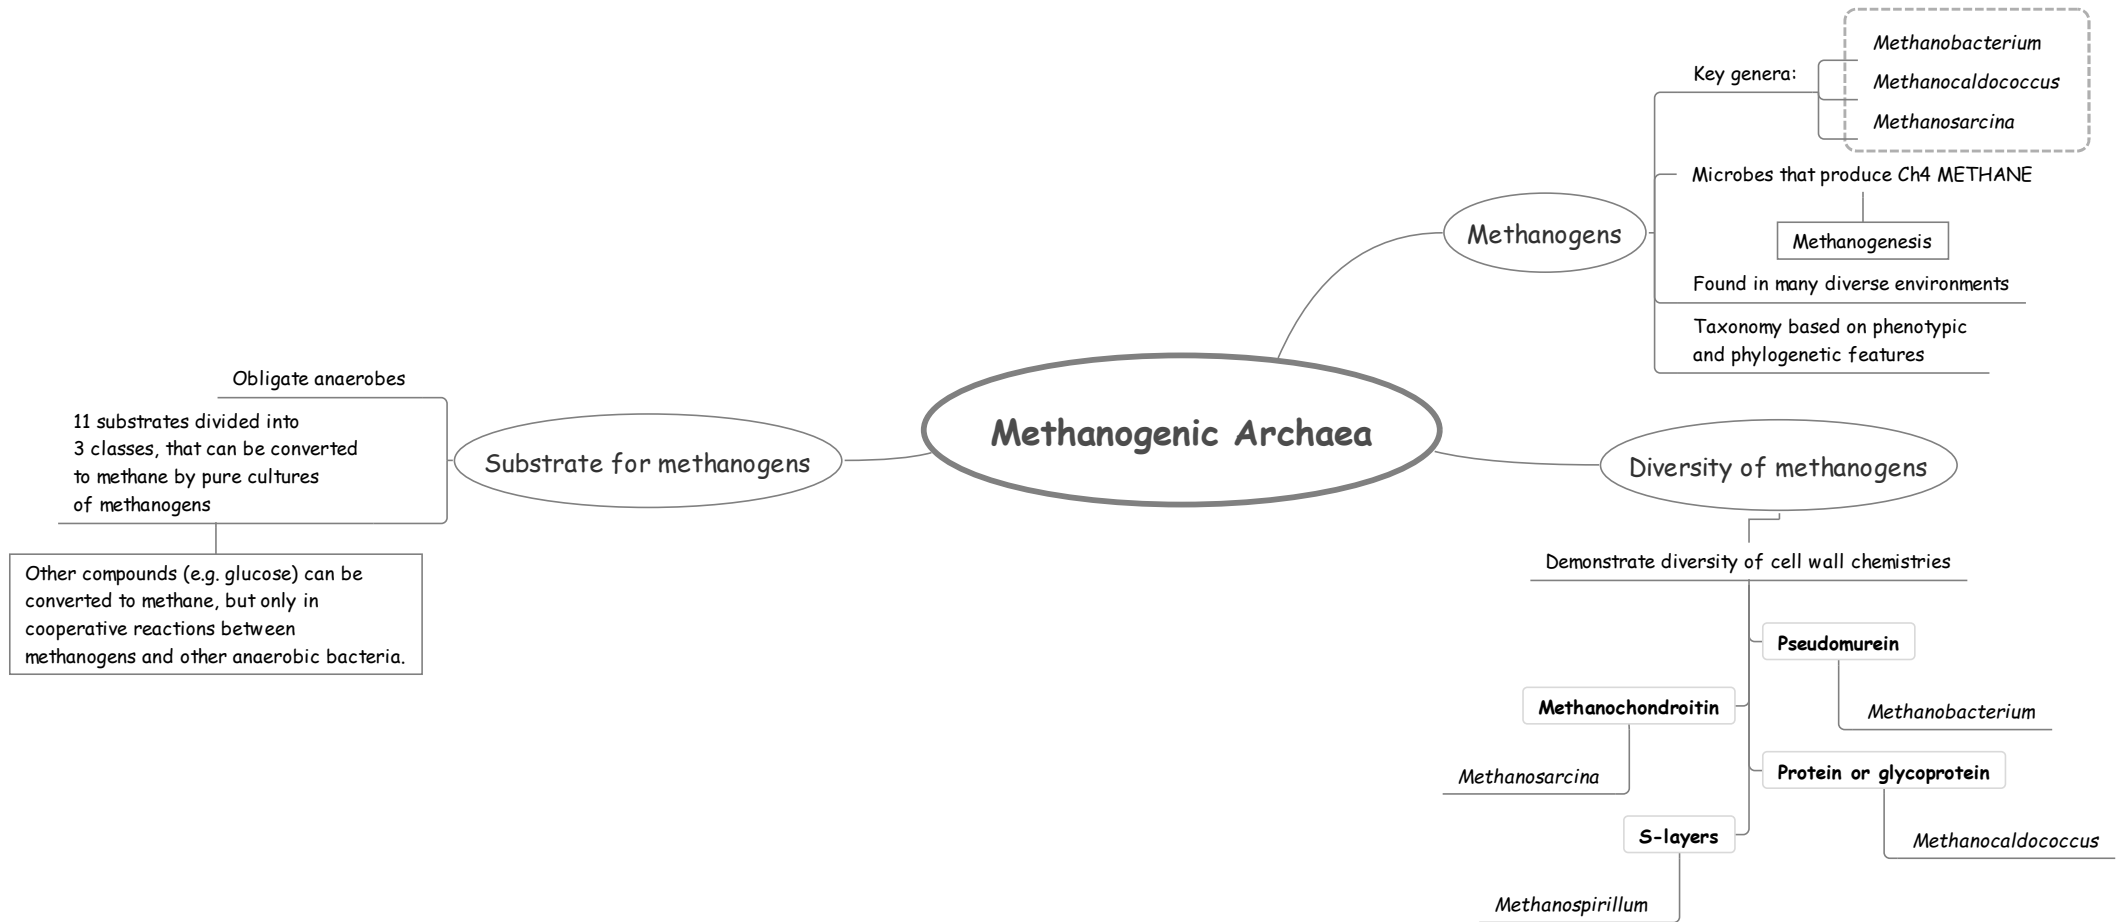 Methanogenic Archaea
Methanogens
Key genera:
Methanobacterium
Methanocaldococcus
Methanosarcina
Microbes that produce Ch4 METHANE
Methanogenesis
Found in many diverse environments
Taxonomy based on phenotypic
and phylogenetic features
Diversity of methanogens
Demonstrate diversity of cell wall chemistries
Pseudomurein
Methanobacterium
Methanochondroitin
Methanosarcina
Protein or glycoprotein
Methanocaldococcus
S-layers
Methanospirillum
Substrate for methanogens
Obligate anaerobes
11 substrates divided into
3 classes, that can be converted
to methane by pure cultures
of methanogens
Other compounds (e.g. glucose) can be
converted to methane, but only in
cooperative reactions between
methanogens and other anaerobic bacteria.